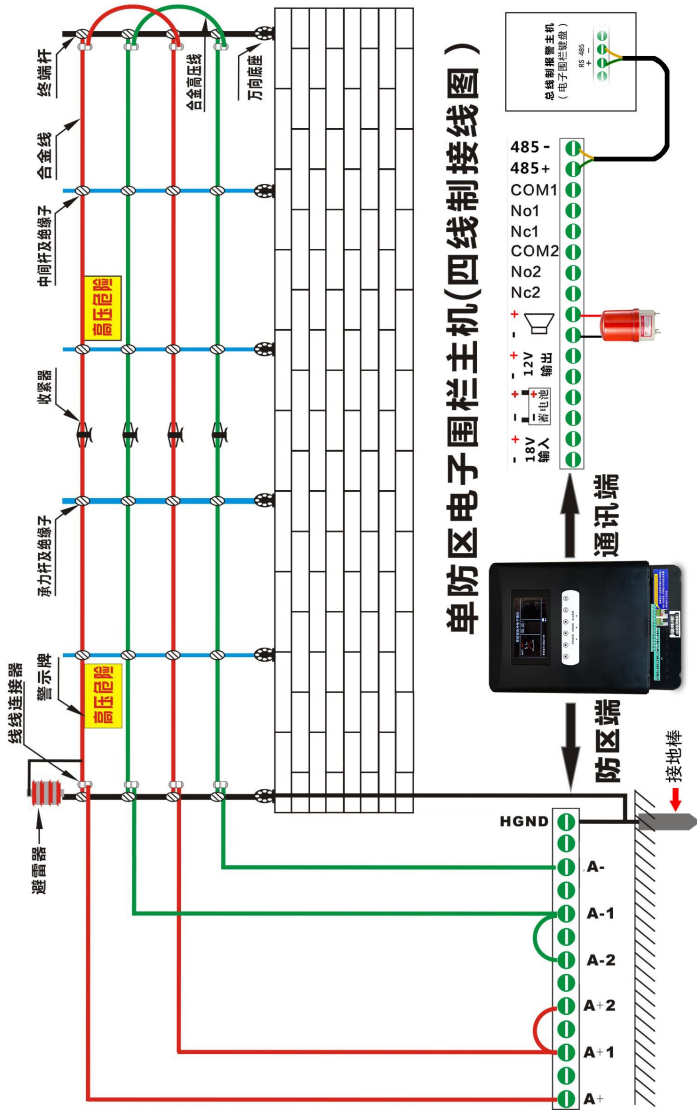 单防区电子围栏主机(四线制接线图)
终端杆
合金线
中间杆及绝缘子
高压危险
收紧器
承力杆及绝缘子
警示牌
高压危险
线线连接器
避雷器
合金高压线
万向底座
总线制报警主机
(电子围栏键盘)
RS 485
+ -
485 -
485 +
COM1
No1
Nc1
COM2
No2
Nc2
+
-
+
-
12V
输出
+
-
+
-
蓄电池
+
-
18V
输入
通讯端
防区端
接地棒
HGND
A-
A-1
A-2
A+2
A+1
A+